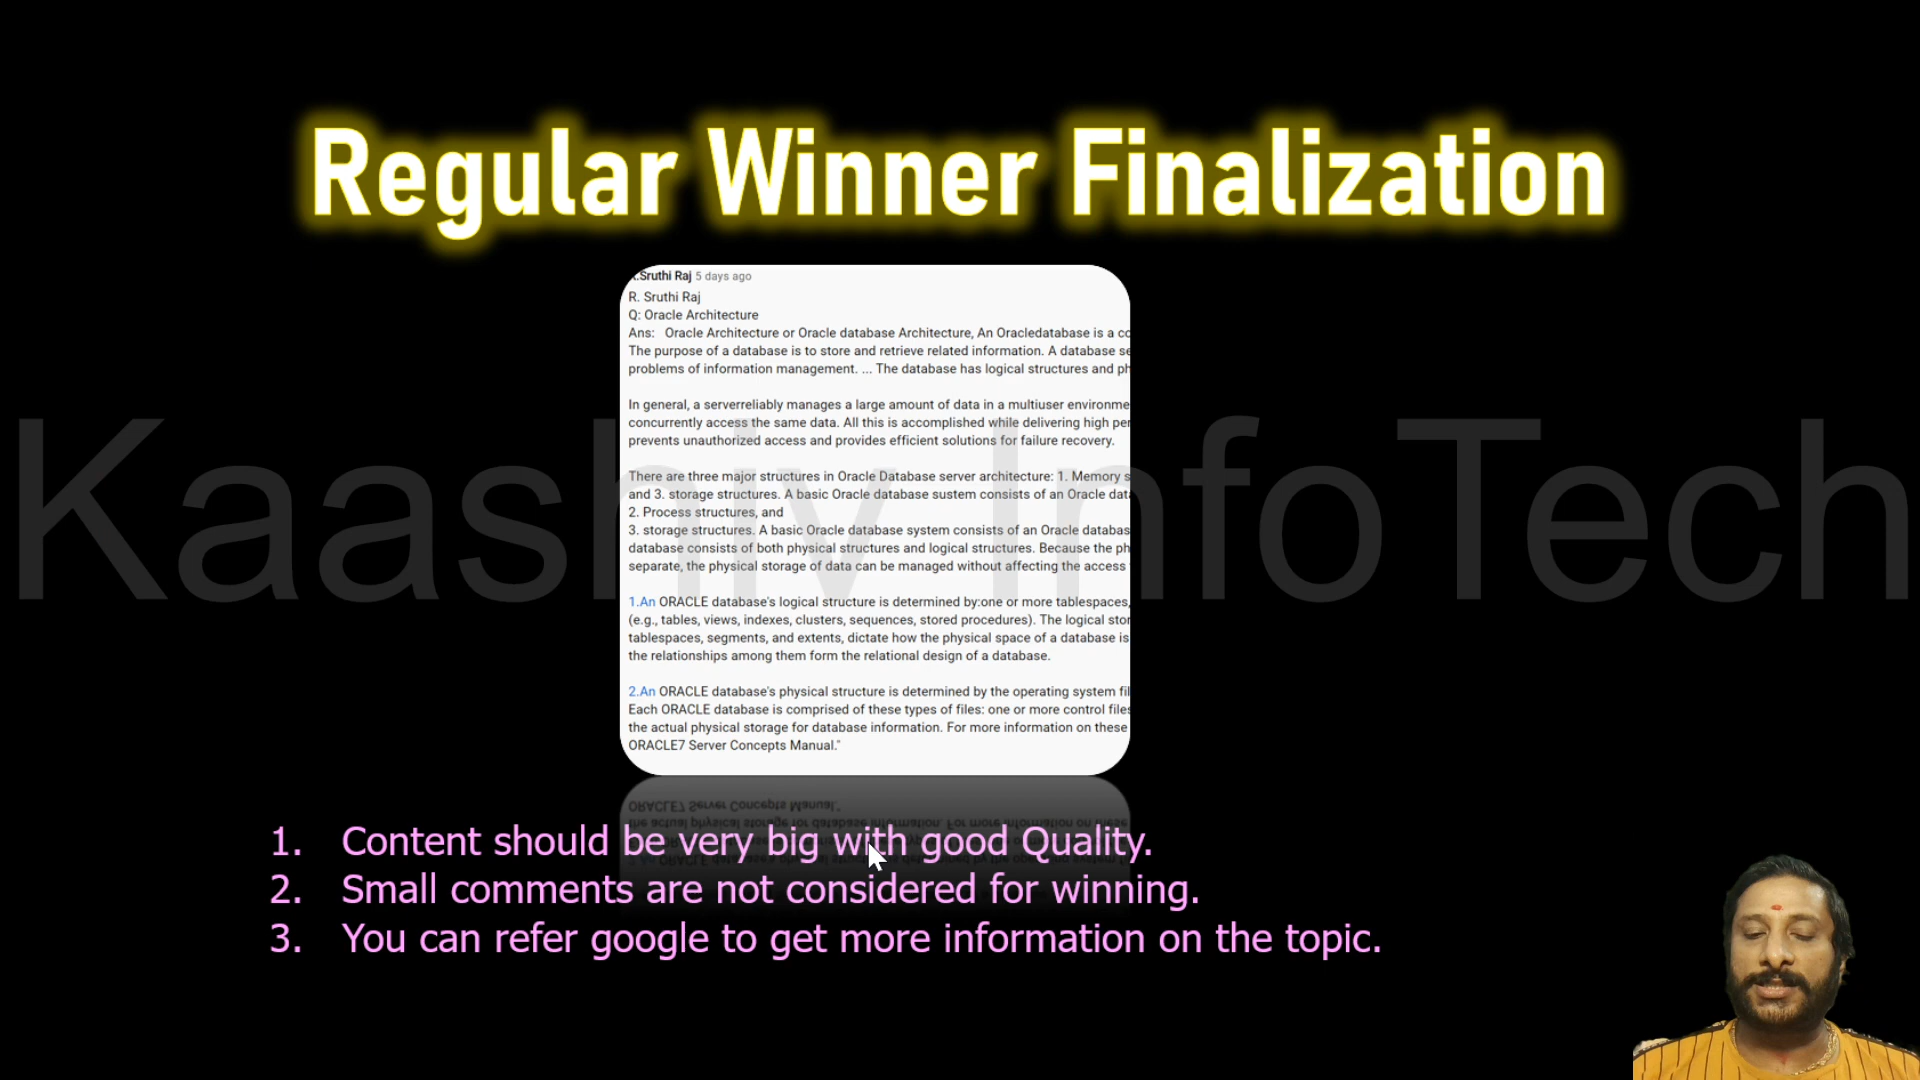 Regular Winner Finalization
.Sruthi Raj 5 days ago
R. Sruthi Raj
Q: Oracle Architecture
Ans: Oracle Architecture or Oracle database Architecture, An Oracledatabase is a
The purpose of a database is to store and retrieve related information. A database
problems of information management. ... The database has logical structures and
In general, a serverreliably manages a large amount of data in a multiuser
concurrently access the same data. All this is accomplished while delivering high
prevents unauthorized access and provides efficient solutions for failure recovery.
There are three major structures in Oracle Database server architecture: 1. Memory
and 3. storage structures. A basic Oracle database sustem consists of an Oracle
2. Process structures, and
3. storage structures. A basic Oracle database system consists of an Oracle
database consists of both physical structures and logical structures. Because the
separate, the physical storage of data can be managed without affecting the access
1.An ORACLE database's logical structure is determined by:one or more tablespaces,
(e.g., tables, views, indexes, clusters, sequences, stored procedures). The logical
tablespaces, segments, and extents, dictate how the physical space of a database is
the relationships among them form the relational design of a database.
2.An ORACLE database's physical structure is determined by the operating system
Each ORACLE database is comprised of these types of files: one or more control files
the actual physical storage for database information. For more information on these
ORACLE7 Server Concepts Manual."
Kaashiv InfoTech
1. Content should be very big with good Quality.
2. Small comments are not considered for winning.
3. You can refer google to get more information on the topic.